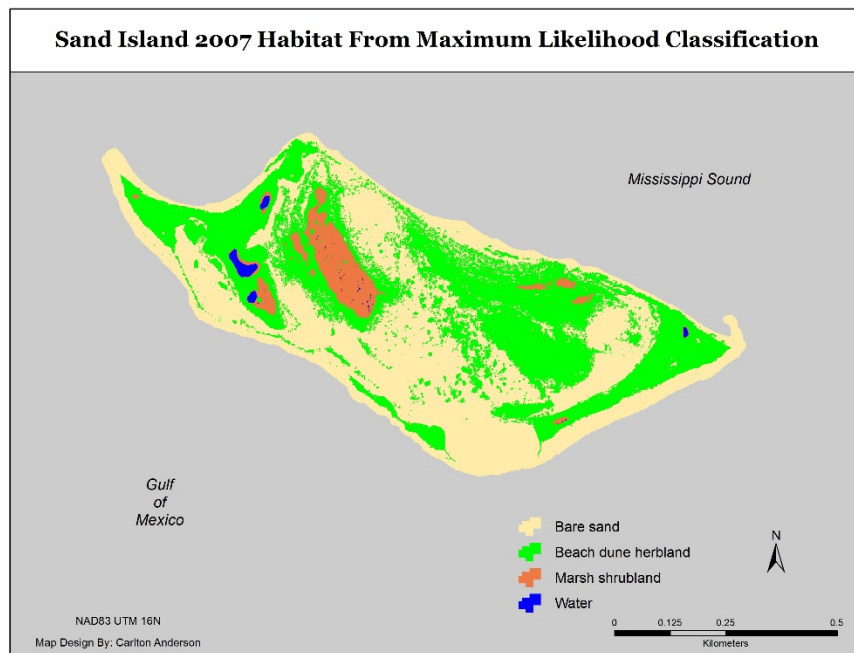 Sand Island 2007 Habitat From Maximum Likelihood Classification
Mississippi Sound
Gulf
of
Mexico
Bare sand
Beach dune herbland
Marsh shrubland
Water
N
NAD83 UTM 16N
Map Design By: Carlton Anderson
0 0.125 0.25 0.5
Kilometers